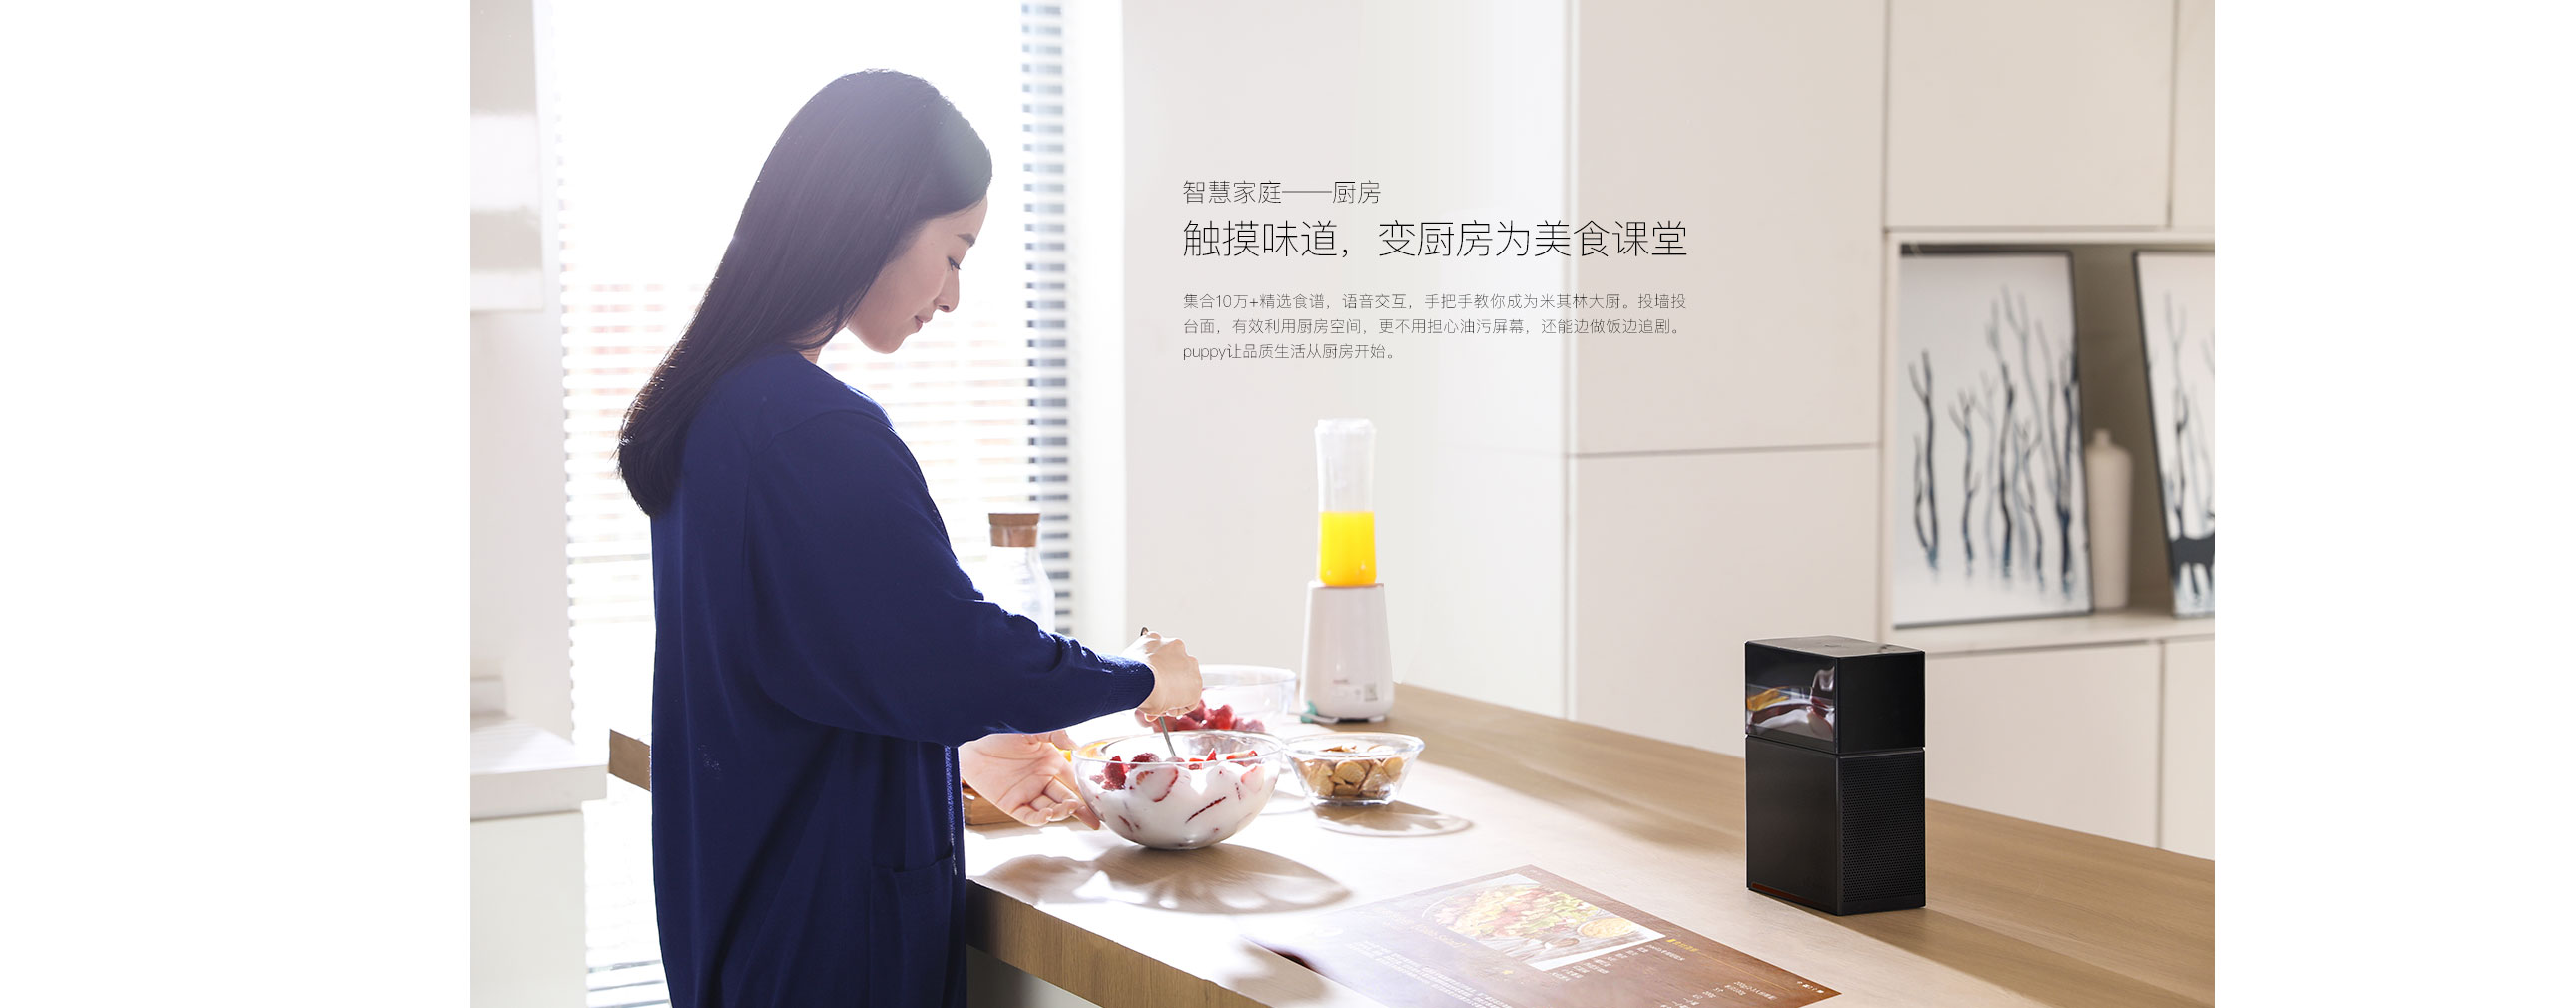 智慧家庭——厨房
触摸味道，变厨房为美食课堂
集合10万+精选食谱，语音交互，手把手教你成为米其林大厨。投墙投
台面，有效利用厨房空间，更不用担心油污屏幕，还能边做饭边追剧。
puppy让品质生活从厨房开始。